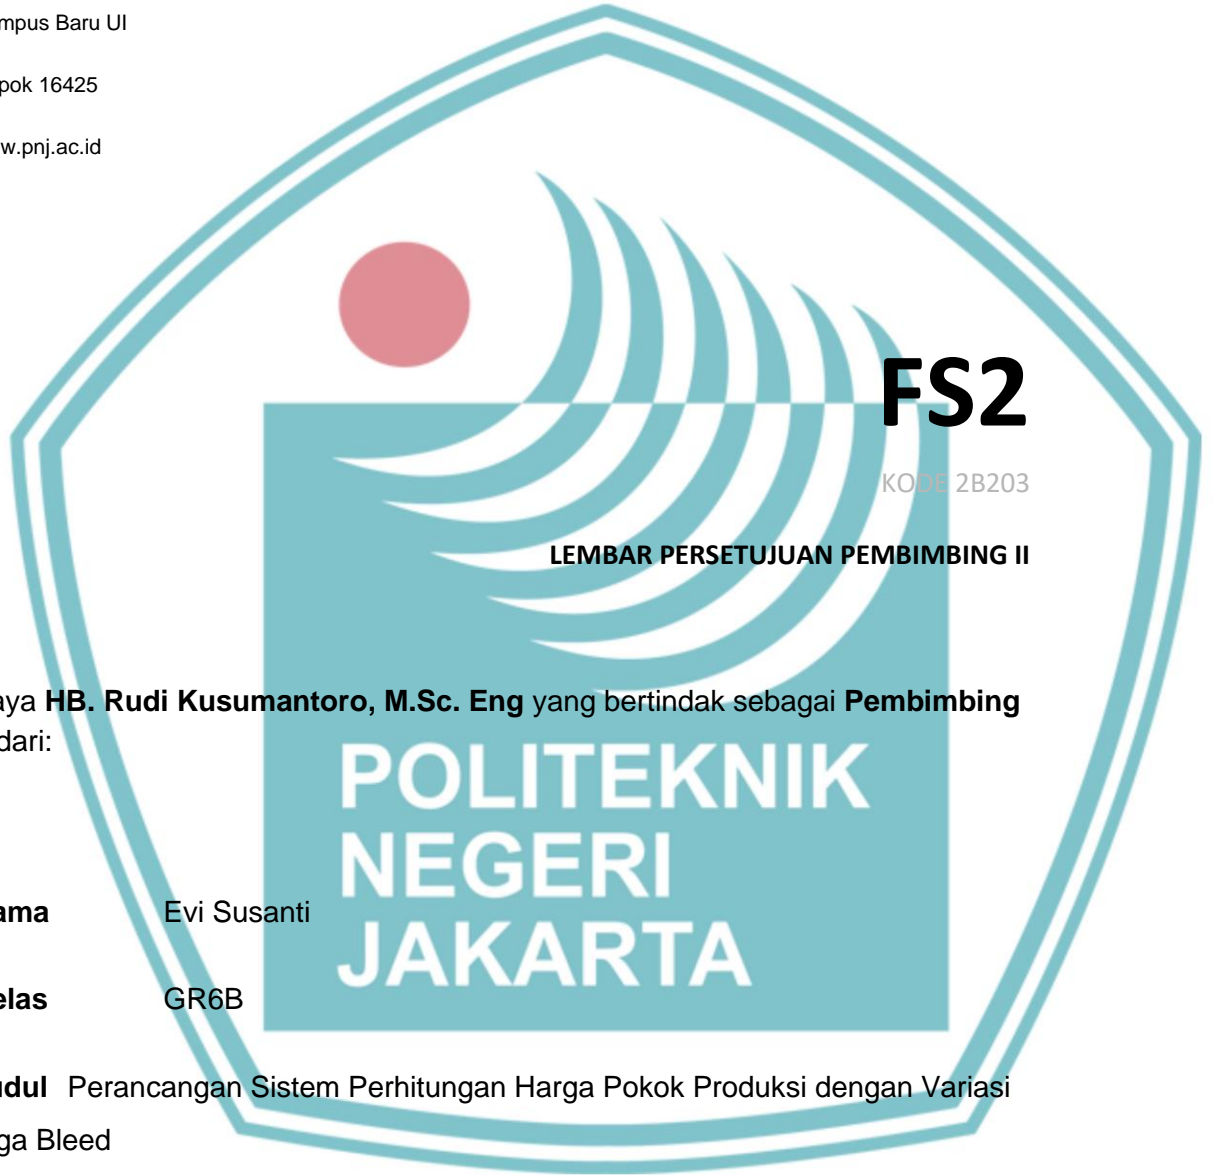 mpus Baru UI
pok 16425
w.pnj.ac.id
FS2
KODE 2B203
LEMBAR PERSETUJUAN PEMBIMBING II
aya HB. Rudi Kusumantoro, M.Sc. Eng yang bertindak sebagai Pembimbing
dari:
POLITEKNIK
NEGERI
JAKARTA
ama Evi Susanti
elas GR6B
udul Perancangan Sistem Perhitungan Harga Pokok Produksi dengan Variasi
ga Bleed